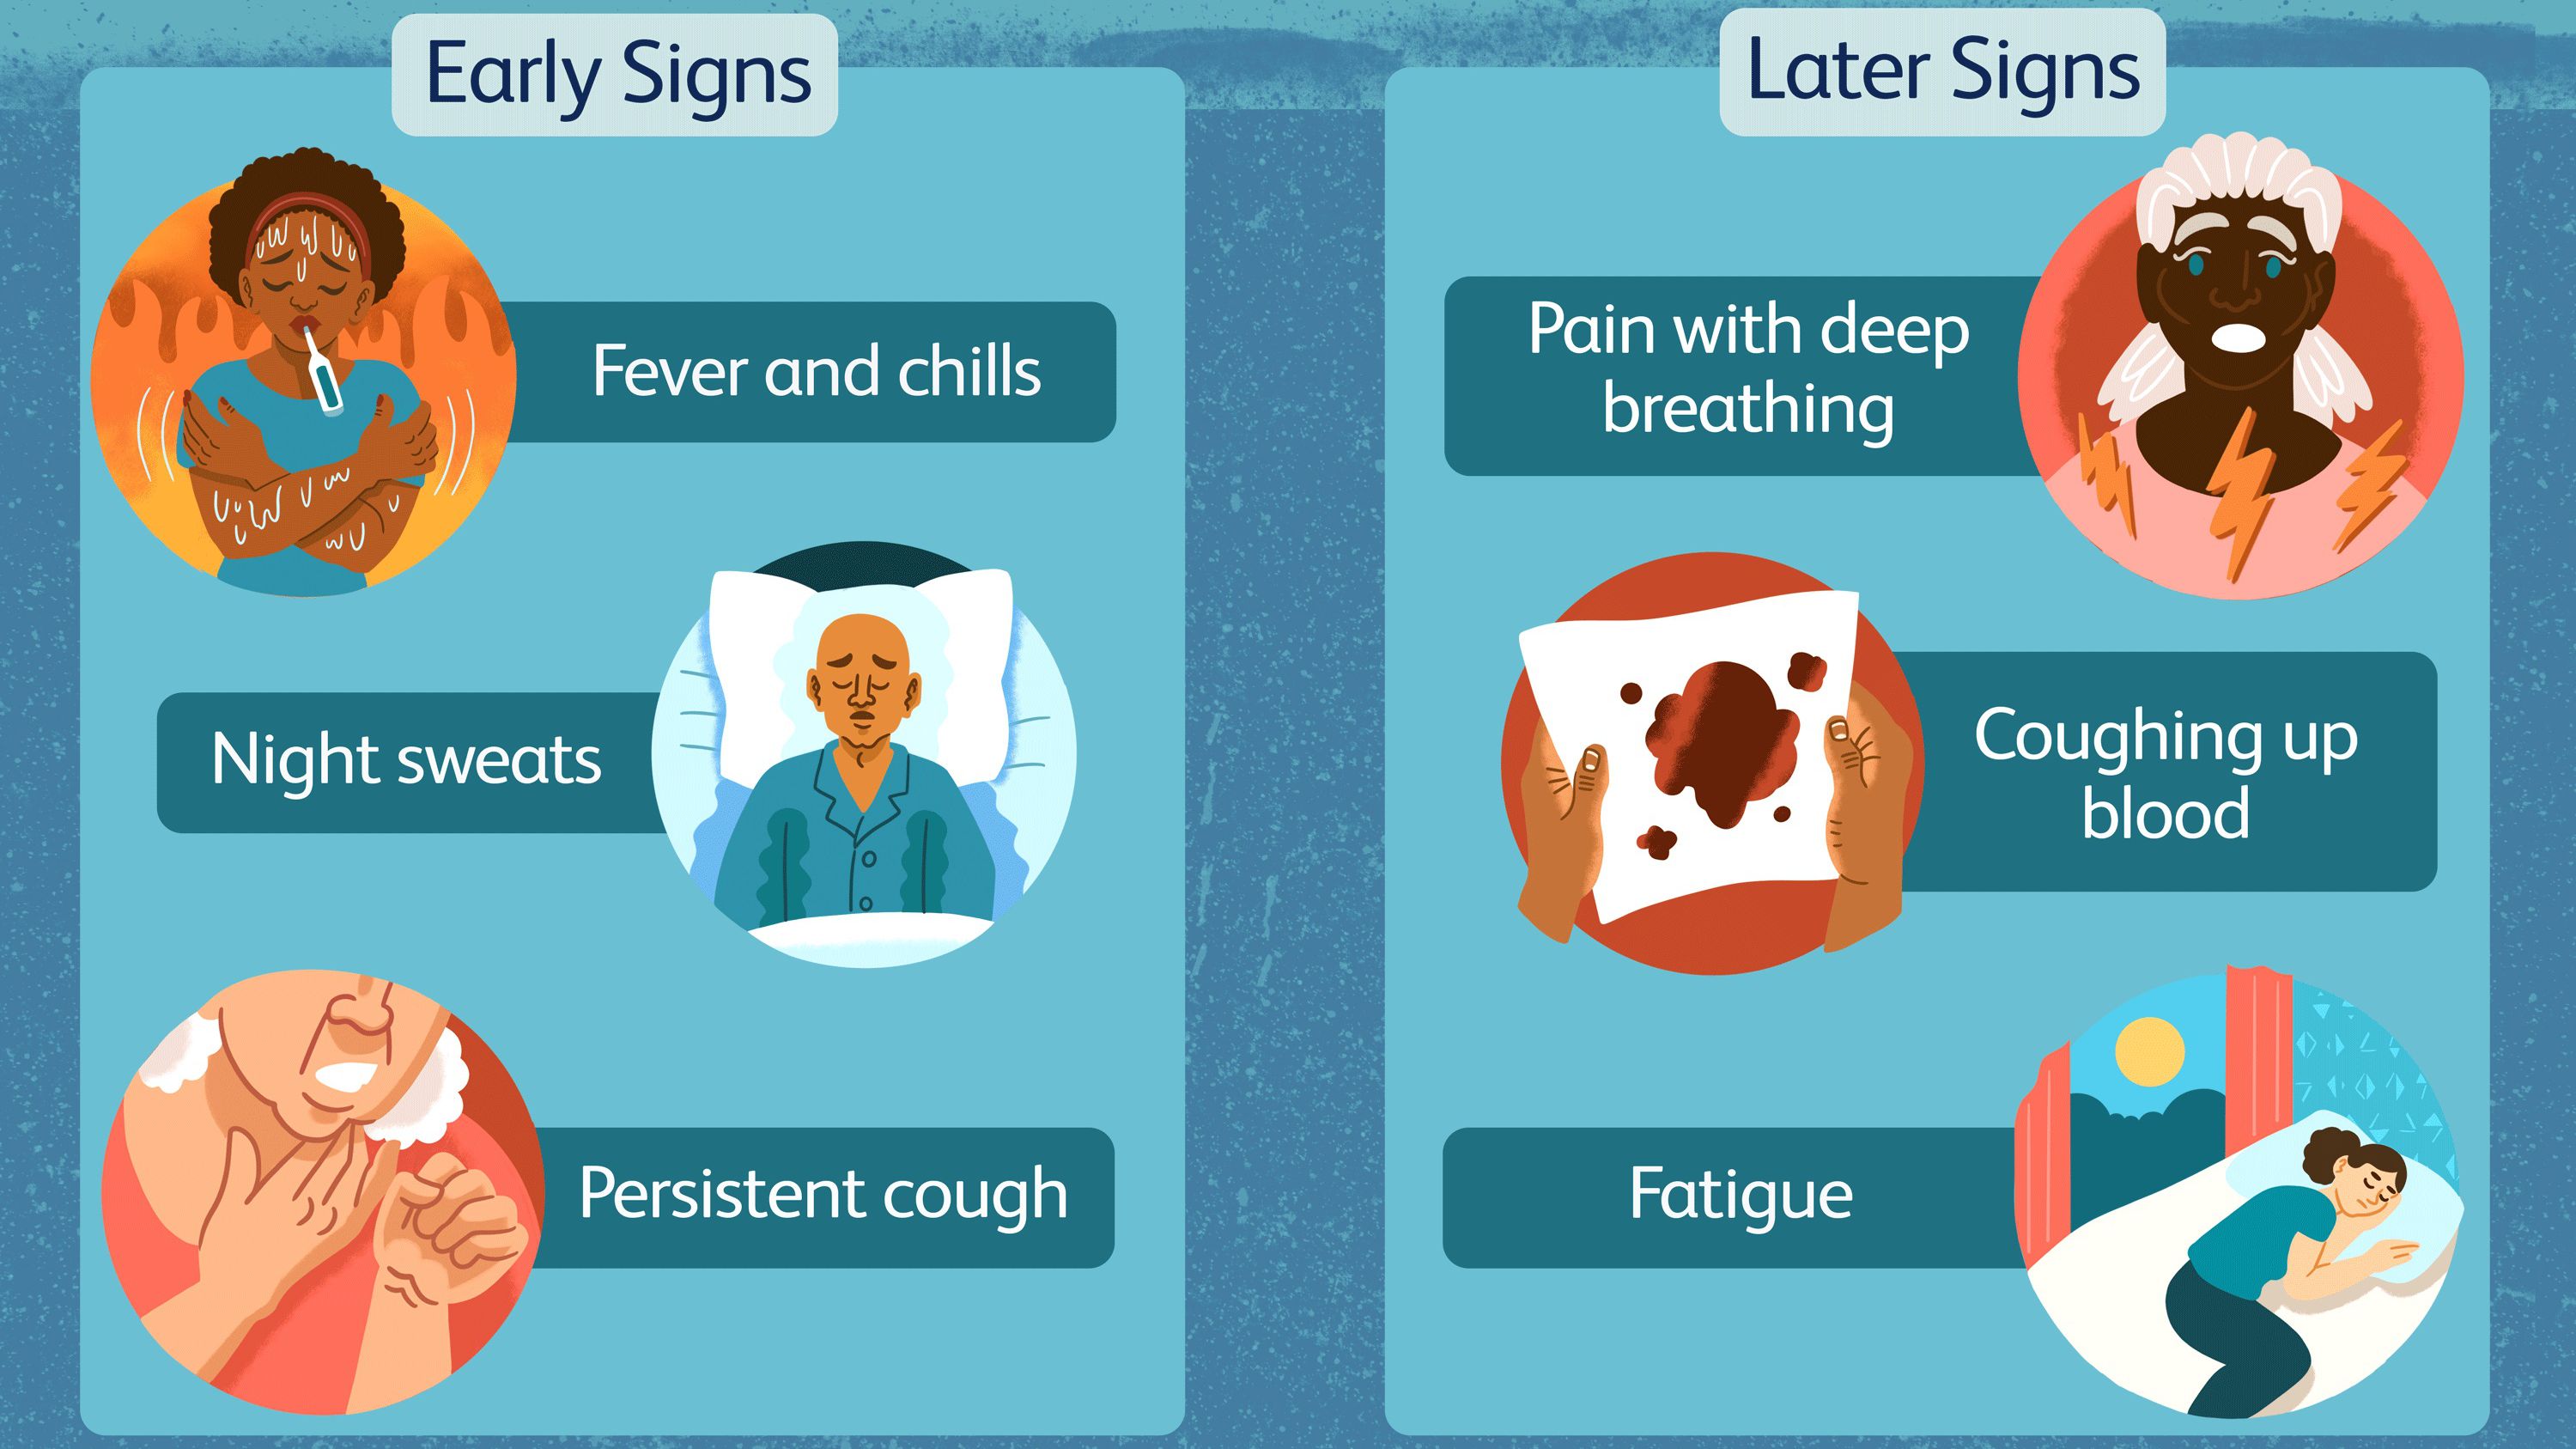 Early Signs
Fever and chills
Night sweats
Persistent cough
Later Signs
Pain with deep
breathing
Coughing up
blood
Fatigue